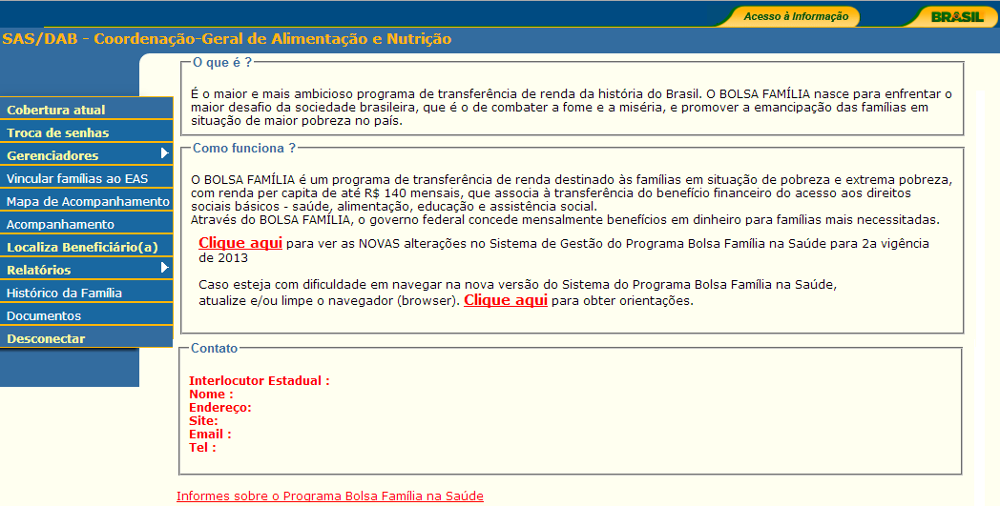 Acesso à Informação
BRASIL
SAS/DAB - Coordenação-Geral de Alimentação e Nutrição
Cobertura atual
Troca de senhas
Gerenciadores
Vincular famílias ao EAS
Mapa de Acompanhamento
Acompanhamento
Localiza Beneficiário(a)
Relatórios
Histórico da Família
Documentos
Desconectar
O que é ?
É o maior e mais ambicioso programa de transferência de renda da história do Brasil. O BOLSA FAMÍLIA nasce para enfrentar o
maior desafio da sociedade brasileira, que é o de combater a fome e a miséria, e promover a emancipação das famílias em
situação de maior pobreza no país.
Como funciona ?
O BOLSA FAMÍLIA é um programa de transferência de renda destinado às famílias em situação de pobreza e extrema pobreza,
com renda per capita de até R$ 140 mensais, que associa à transferência do benefício financeiro do acesso aos direitos
sociais básicos - saúde, alimentação, educação e assistência social.
Através do BOLSA FAMÍLIA, o governo federal concede mensalmente benefícios em dinheiro para famílias mais necessitadas.
Clique aqui para ver as NOVAS alterações no Sistema de Gestão do Programa Bolsa Família na Saúde para 2a vigência
de 2013
Caso esteja com dificuldade em navegar na nova versão do Sistema do Programa Bolsa Família na Saúde,
atualize e/ou limpe o navegador (browser). Clique aqui para obter orientações.
Contato
Interlocutor Estadual :
Nome :
Endereço:
Site:
Email :
Tel :
Informes sobre o Programa Bolsa Família na Saúde